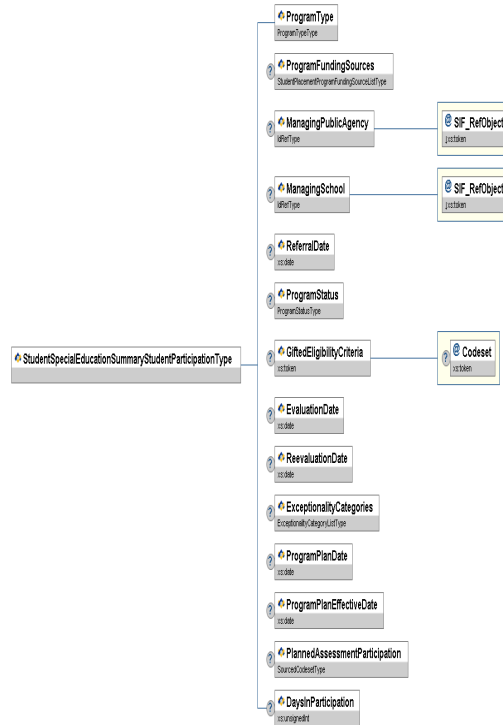 ProgramType
ProgramTypeType
? ProgramFundingSources
StudentPlacementProgramFundingSourceListType
? ManagingPublicAgency
IdRefType
@ SIF_RefObject
jxs:token
? ManagingSchool
IdRefType
@ SIF_RefObject
jxs:token
? ReferralDate
xs:date
? ProgramStatus
ProgramStatusType
StudentSpecialEducationSummaryStudentParticipationType
? GiftedEligibilityCriteria
xs:token
? @ Codeset
xs:token
? EvaluationDate
xs:date
? ReevaluationDate
xs:date
? ExceptionalityCategories
ExceptionalityCategoryListType
? ProgramPlanDate
xs:date
? ProgramPlanEffectiveDate
xs:date
? PlannedAssessmentParticipation
SourcedCodesetType
? DaysInParticipation
xs:unsignedInt